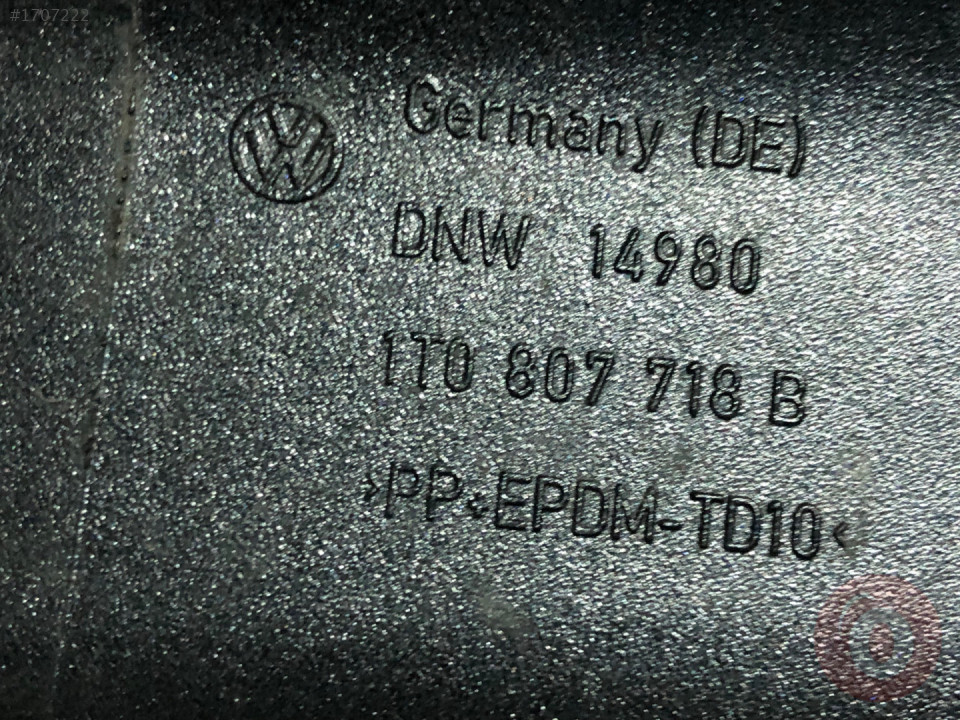 #1707222
Germany (DE)
DNW 14980
1T0 807 718 B
>PP+EPDM-TD10<